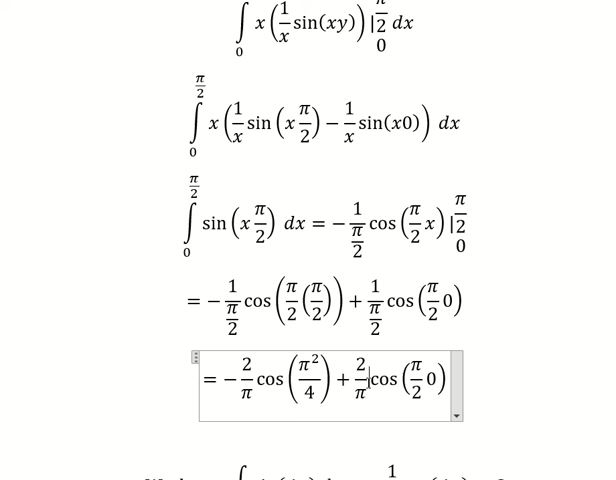 ∫₀ x(1/x sin(xy))|₀^(π/2) dx
∫₀^(π/2) x(1/x sin(x π/2) − 1/x sin(x0)) dx
∫₀^(π/2) sin(x π/2) dx = − 1/(π/2) cos(π/2 x)|₀^(π/2)
= − 1/(π/2) cos(π/2 (π/2)) + 1/(π/2) cos(π/2 0)
= − 2/π cos(π²/4) + 2/π cos(π/2 0)